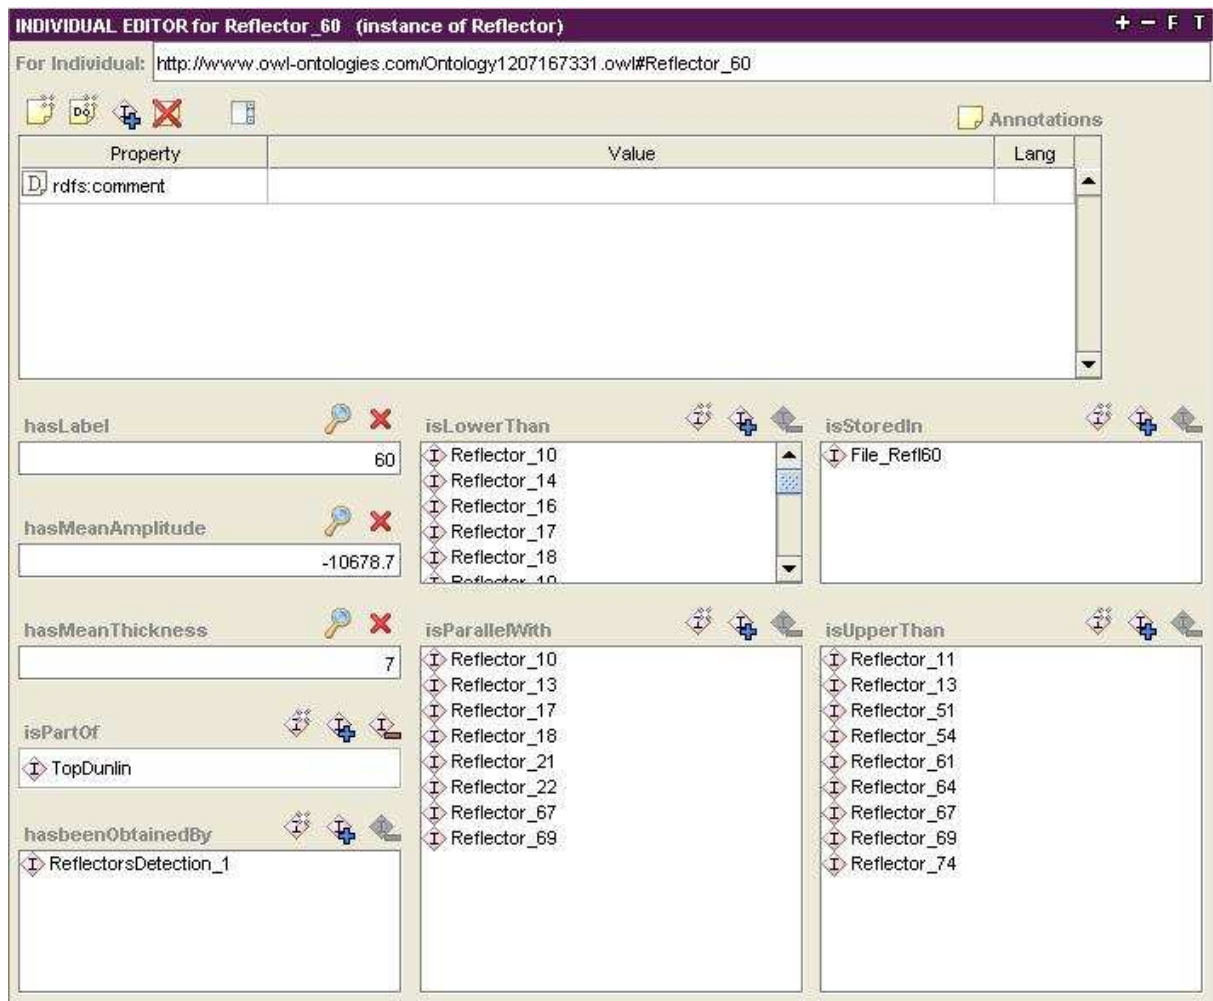 INDIVIDUAL EDITOR for Reflector_60 (instance of Reflector) + − F T
For Individual: http://www.owl-ontologies.com/Ontology1207167331.owl#Reflector_60
Annotations
Property Value Lang
rdfs:comment
hasLabel
60
hasMeanAmplitude
-10678.7
hasMeanThickness
7
isPartOf
TopDunlin
hasbeenObtainedBy
ReflectorsDetection_1
isLowerThan
Reflector_10
Reflector_14
Reflector_16
Reflector_17
Reflector_18
isParallelWith
Reflector_10
Reflector_13
Reflector_17
Reflector_18
Reflector_21
Reflector_22
Reflector_67
Reflector_69
isStoredIn
File_Refl60
isUpperThan
Reflector_11
Reflector_13
Reflector_51
Reflector_54
Reflector_61
Reflector_64
Reflector_67
Reflector_69
Reflector_74